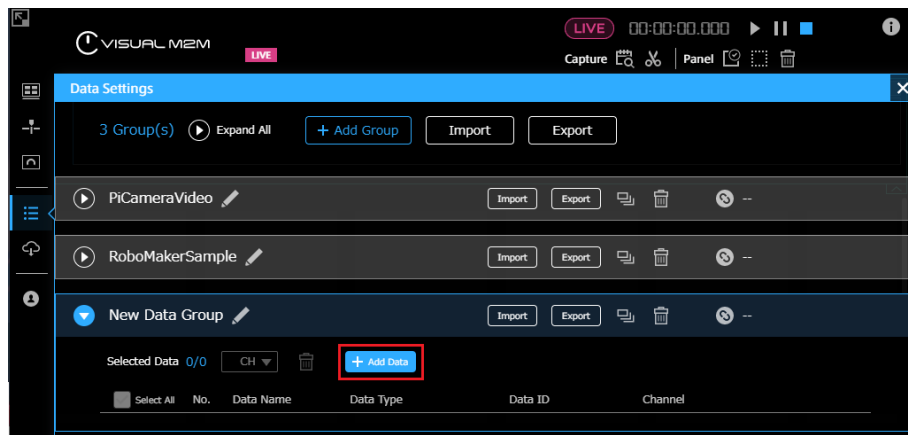 LIVE 00:00:00.000
VISUAL M2M
LIVE
Capture Panel
Data Settings
3 Group(s) Expand All + Add Group Import Export
PiCameraVideo Import Export --
RoboMakerSample Import Export --
New Data Group Import Export --
Selected Data 0/0 CH + Add Data
Select All No. Data Name Data Type Data ID Channel